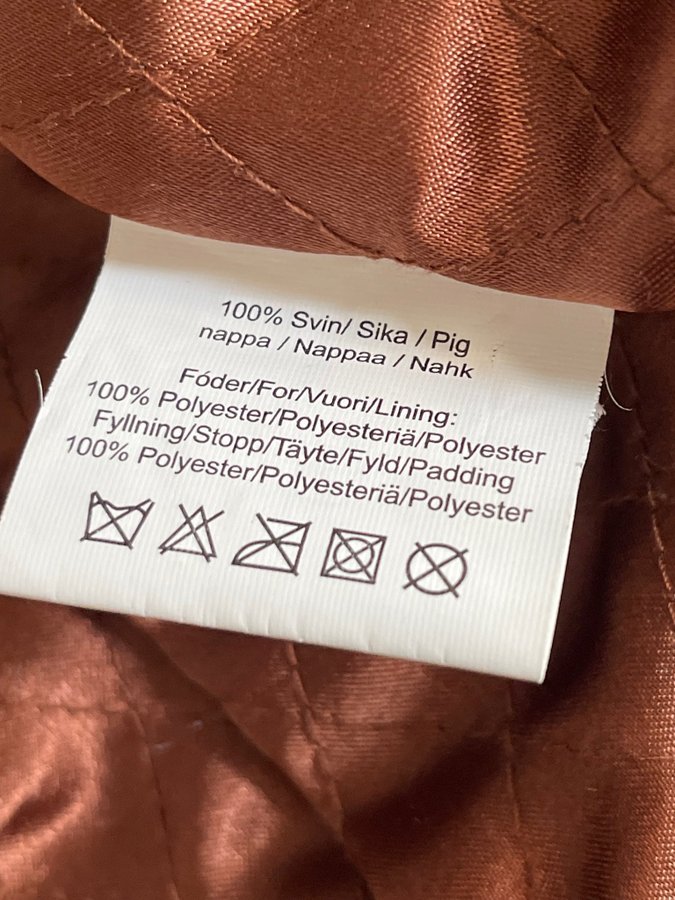 100% Svin/ Sika / Pig
nappa / Nappaa / Nahk
Fóder/For/Vuori/Lining:
100% Polyester/Polyesteriä/Polyester
Fyllning/Stopp/Täyte/Fyld/Padding
100% Polyester/Polyesteriä/Polyester